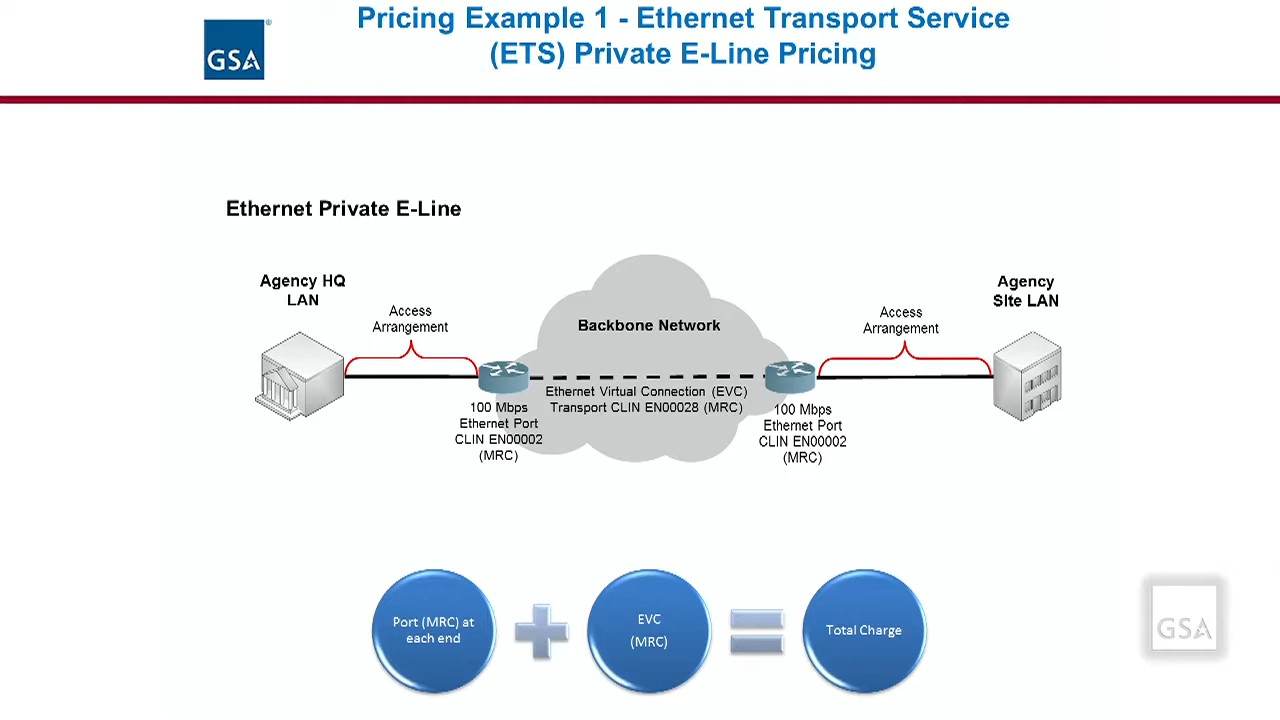 Pricing Example 1 - Ethernet Transport Service
(ETS) Private E-Line Pricing
GSA
®
Ethernet Private E-Line
Agency HQ
LAN
Access
Arrangement
Backbone Network
Access
Arrangement
Agency
SIte LAN
Ethernet Virtual Connection (EVC)
Transport CLIN EN00028 (MRC)
100 Mbps
Ethernet Port
CLIN EN00002
(MRC)
100 Mbps
Ethernet Port
CLIN EN00002
(MRC)
Port (MRC) at
each end
EVC
(MRC)
Total Charge
GSA